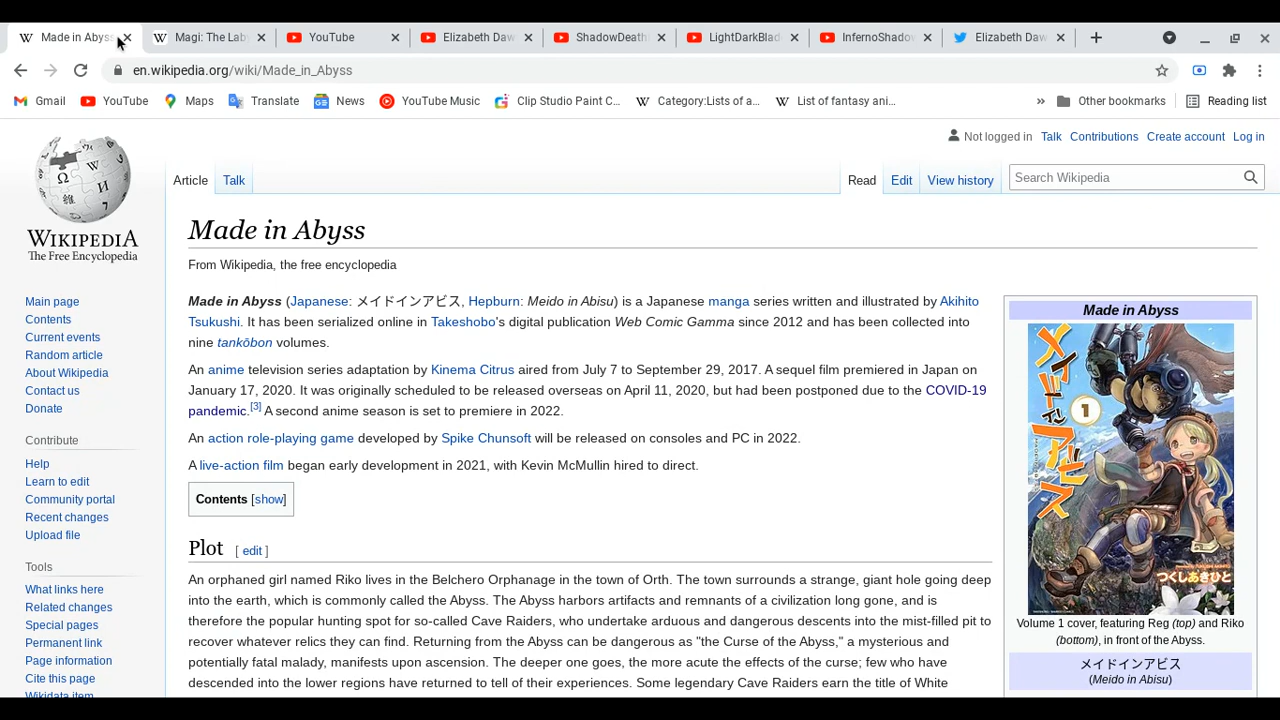 Made in Abyss
Magi: The Lab
YouTube
Elizabeth Daw
ShadowDeath
LightDarkBlad
InfernoShado
Elizabeth Daw
en.wikipedia.org/wiki/Made_in_Abyss
Gmail
YouTube
Maps
Translate
News
YouTube Music
Clip Studio Paint C...
Category:Lists of a...
List of fantasy ani...
»
Other bookmarks
Reading list
Not logged in Talk Contributions Create account Log in
Article Talk
Read Edit View history
Search Wikipedia
WIKIPEDIA
The Free Encyclopedia
Main page
Contents
Current events
Random article
About Wikipedia
Contact us
Donate
Contribute
Help
Learn to edit
Community portal
Recent changes
Upload file
Tools
What links here
Related changes
Special pages
Permanent link
Page information
Cite this page
Wikidata item
Made in Abyss
From Wikipedia, the free encyclopedia
Made in Abyss (Japanese: メイドインアビス, Hepburn: Meido in Abisu) is a Japanese manga series written and illustrated by Akihito
Tsukushi. It has been serialized online in Takeshobo's digital publication Web Comic Gamma since 2012 and has been collected into
nine tankōbon volumes.
An anime television series adaptation by Kinema Citrus aired from July 7 to September 29, 2017. A sequel film premiered in Japan on
January 17, 2020. It was originally scheduled to be released overseas on April 11, 2020, but had been postponed due to the COVID-19
pandemic.[3] A second anime season is set to premiere in 2022.
An action role-playing game developed by Spike Chunsoft will be released on consoles and PC in 2022.
A live-action film began early development in 2021, with Kevin McMullin hired to direct.
Contents [show]
Plot [ edit ]
An orphaned girl named Riko lives in the Belchero Orphanage in the town of Orth. The town surrounds a strange, giant hole going deep
into the earth, which is commonly called the Abyss. The Abyss harbors artifacts and remnants of a civilization long gone, and is
therefore the popular hunting spot for so-called Cave Raiders, who undertake arduous and dangerous descents into the mist-filled pit to
recover whatever relics they can find. Returning from the Abyss can be dangerous as "the Curse of the Abyss," a mysterious and
potentially fatal malady, manifests upon ascension. The deeper one goes, the more acute the effects of the curse; few who have
descended into the lower regions have returned to tell of their experiences. Some legendary Cave Raiders earn the title of White
Made in Abyss
メイドインアビス
1
つくしあきひと
Volume 1 cover, featuring Reg (top) and Riko
(bottom), in front of the Abyss.
メイドインアビス
(Meido in Abisu)